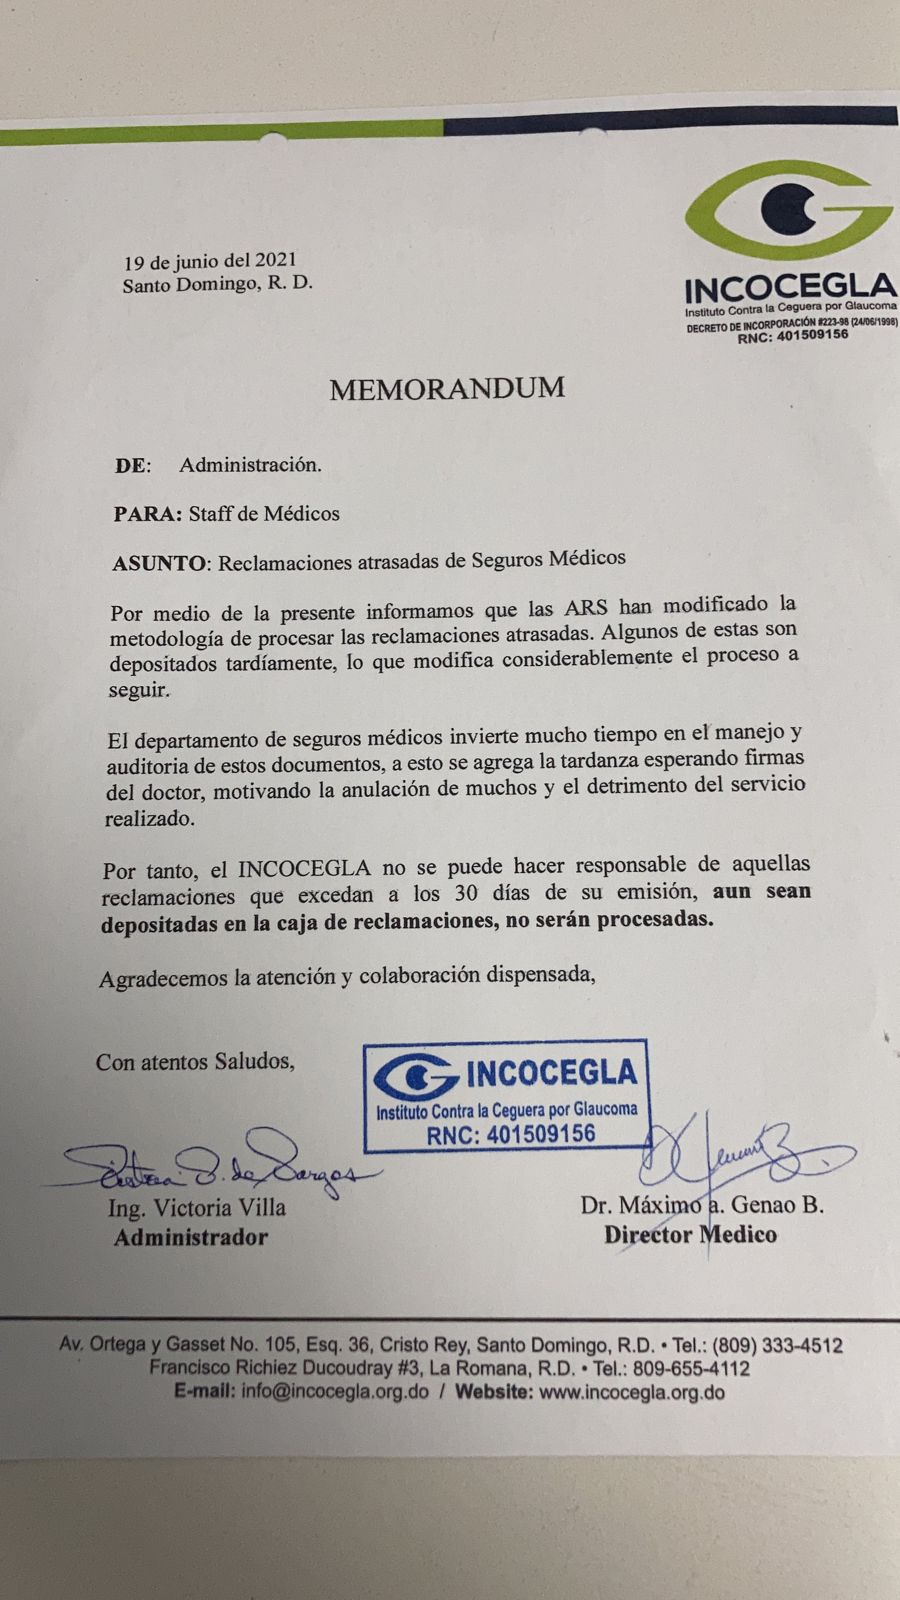 19 de junio del 2021
Santo Domingo, R. D.
INCOCEGLA
Instituto Contra la Ceguera por Glaucoma
DECRETO DE INCORPORACIÓN #223-98 (24/06/1998)
RNC: 401509156
MEMORANDUM
DE: Administración.
PARA: Staff de Médicos
ASUNTO: Reclamaciones atrasadas de Seguros Médicos
Por medio de la presente informamos que las ARS han modificado la
metodología de procesar las reclamaciones atrasadas. Algunos de estas son
depositados tardíamente, lo que modifica considerablemente el proceso a
seguir.
El departamento de seguros médicos invierte mucho tiempo en el manejo y
auditoria de estos documentos, a esto se agrega la tardanza esperando firmas
del doctor, motivando la anulación de muchos y el detrimento del servicio
realizado.
Por tanto, el INCOCEGLA no se puede hacer responsable de aquellas
reclamaciones que excedan a los 30 días de su emisión, aun sean
depositadas en la caja de reclamaciones, no serán procesadas.
Agradecemos la atención y colaboración dispensada,
Con atentos Saludos,
INCOCEGLA
Instituto Contra la Ceguera por Glaucoma
RNC: 401509156
Ing. Victoria Villa
Administrador
Dr. Máximo a. Genao B.
Director Medico
Av. Ortega y Gasset No. 105, Esq. 36, Cristo Rey, Santo Domingo, R.D. • Tel.: (809) 333-4512
Francisco Richiez Ducoudray #3, La Romana, R.D. • Tel.: 809-655-4112
E-mail: info@incocegla.org.do / Website: www.incocegla.org.do